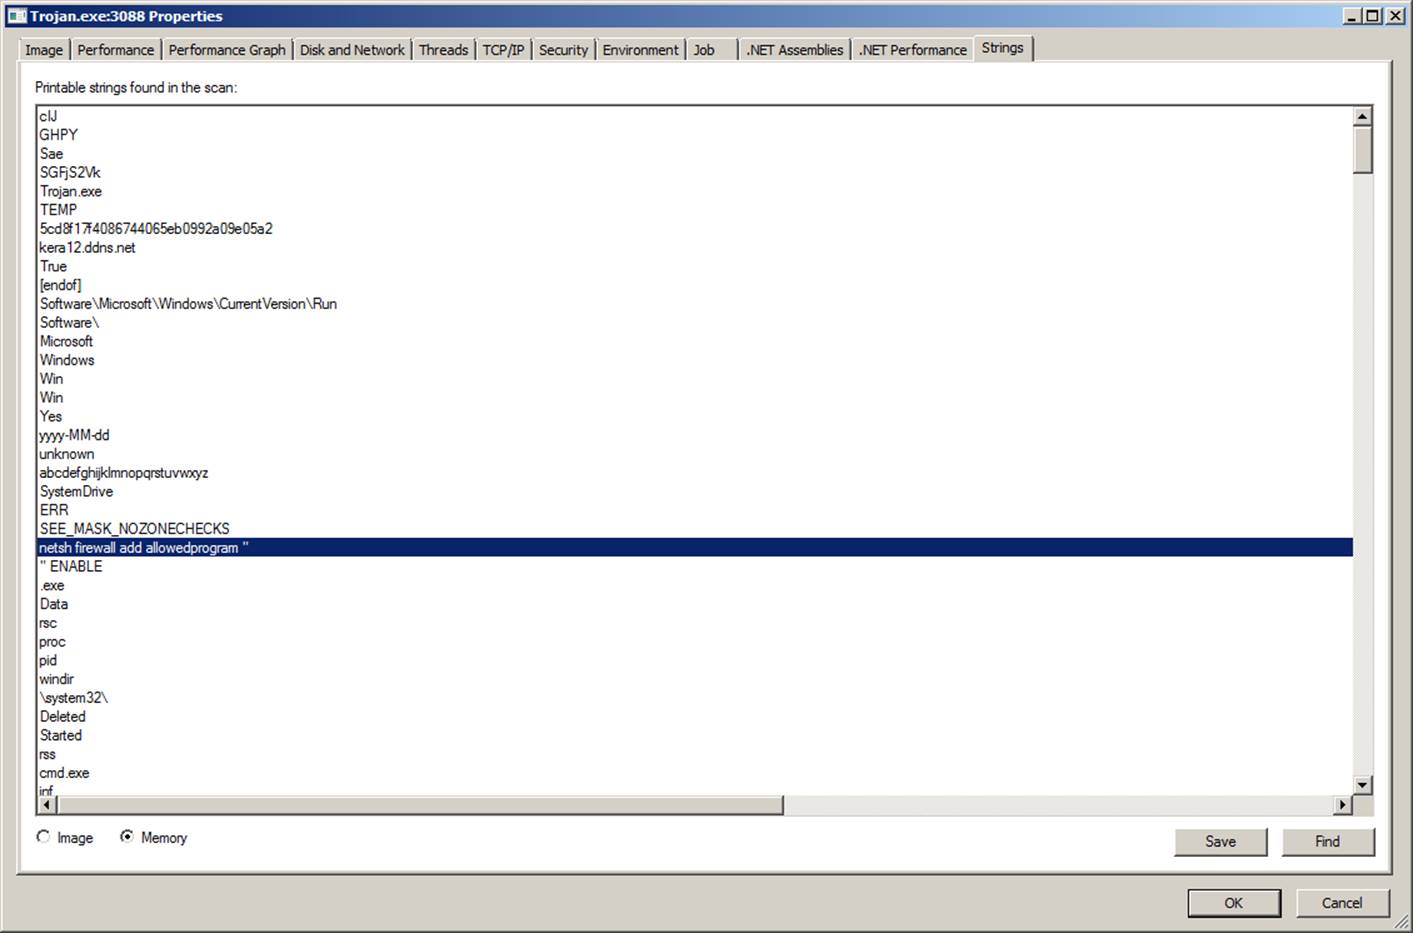 Trojan.exe:3088 Properties
Image Performance Performance Graph Disk and Network Threads TCP/IP Security Environment Job .NET Assemblies .NET Performance Strings
Printable strings found in the scan:
clJ
GHPY
Sae
SGFjS2Vk
Trojan.exe
TEMP
5cd8f17f4086744065eb0992a09e05a2
kera12.ddns.net
True
[endof]
Software\Microsoft\Windows\CurrentVersion\Run
Software\
Microsoft
Windows
Win
Win
Yes
yyyy-MM-dd
unknown
abcdefghijklmnopqrstuvwxyz
SystemDrive
ERR
SEE_MASK_NOZONECHECKS
netsh firewall add allowedprogram "
" ENABLE
.exe
Data
rsc
proc
pid
windir
\system32\
Deleted
Started
rss
cmd.exe
inf
Image Memory Save Find
OK Cancel